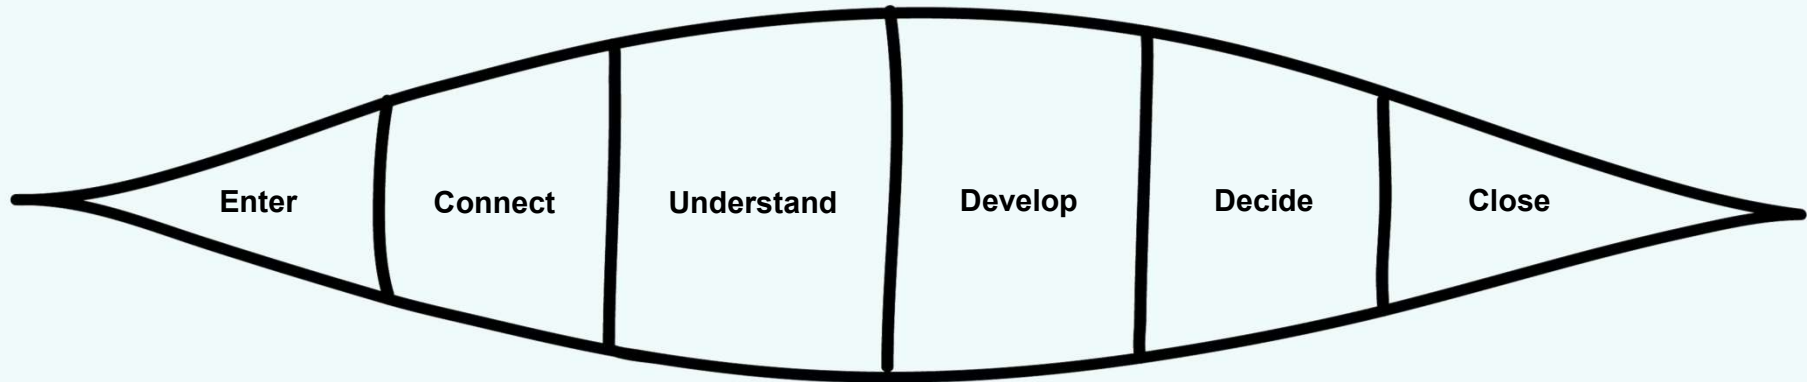 Enter
Connect
Understand
Develop
Decide
Close